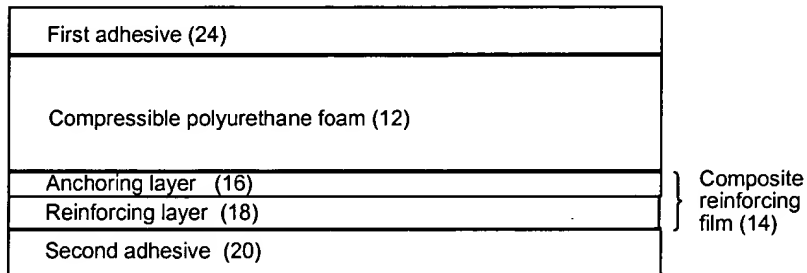 First adhesive (24)
Compressible polyurethane foam (12)
Anchoring layer (16)
Reinforcing layer (18)
Second adhesive (20)
Composite
reinforcing
film (14)